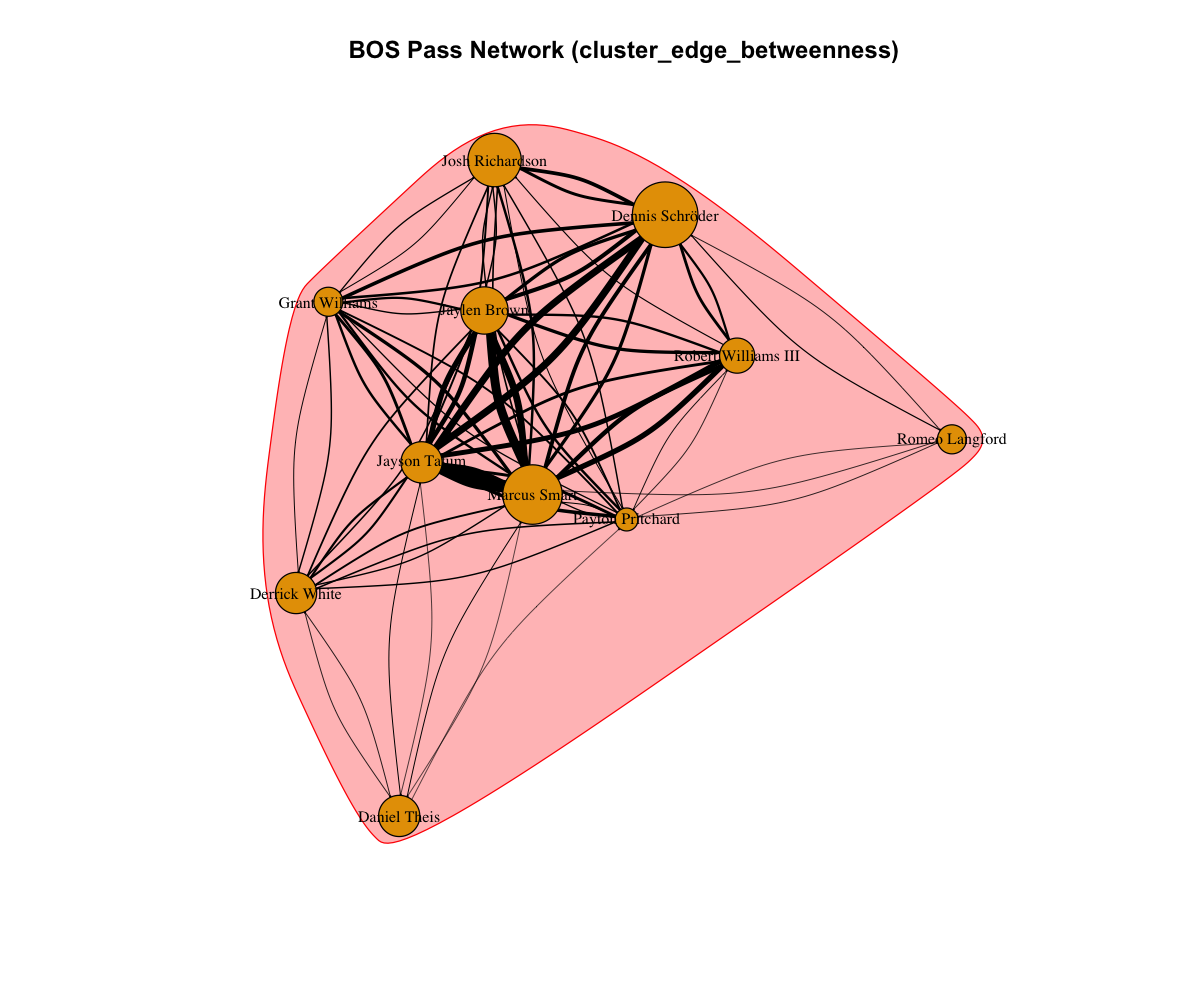 BOS Pass Network (cluster_edge_betweenness)
Josh Richardson
Dennis Schröder
Grant Williams
Jaylen Brown
Robert Williams III
Romeo Langford
Jayson Tatum
Marcus Smart
Payton Pritchard
Derrick White
Daniel Theis